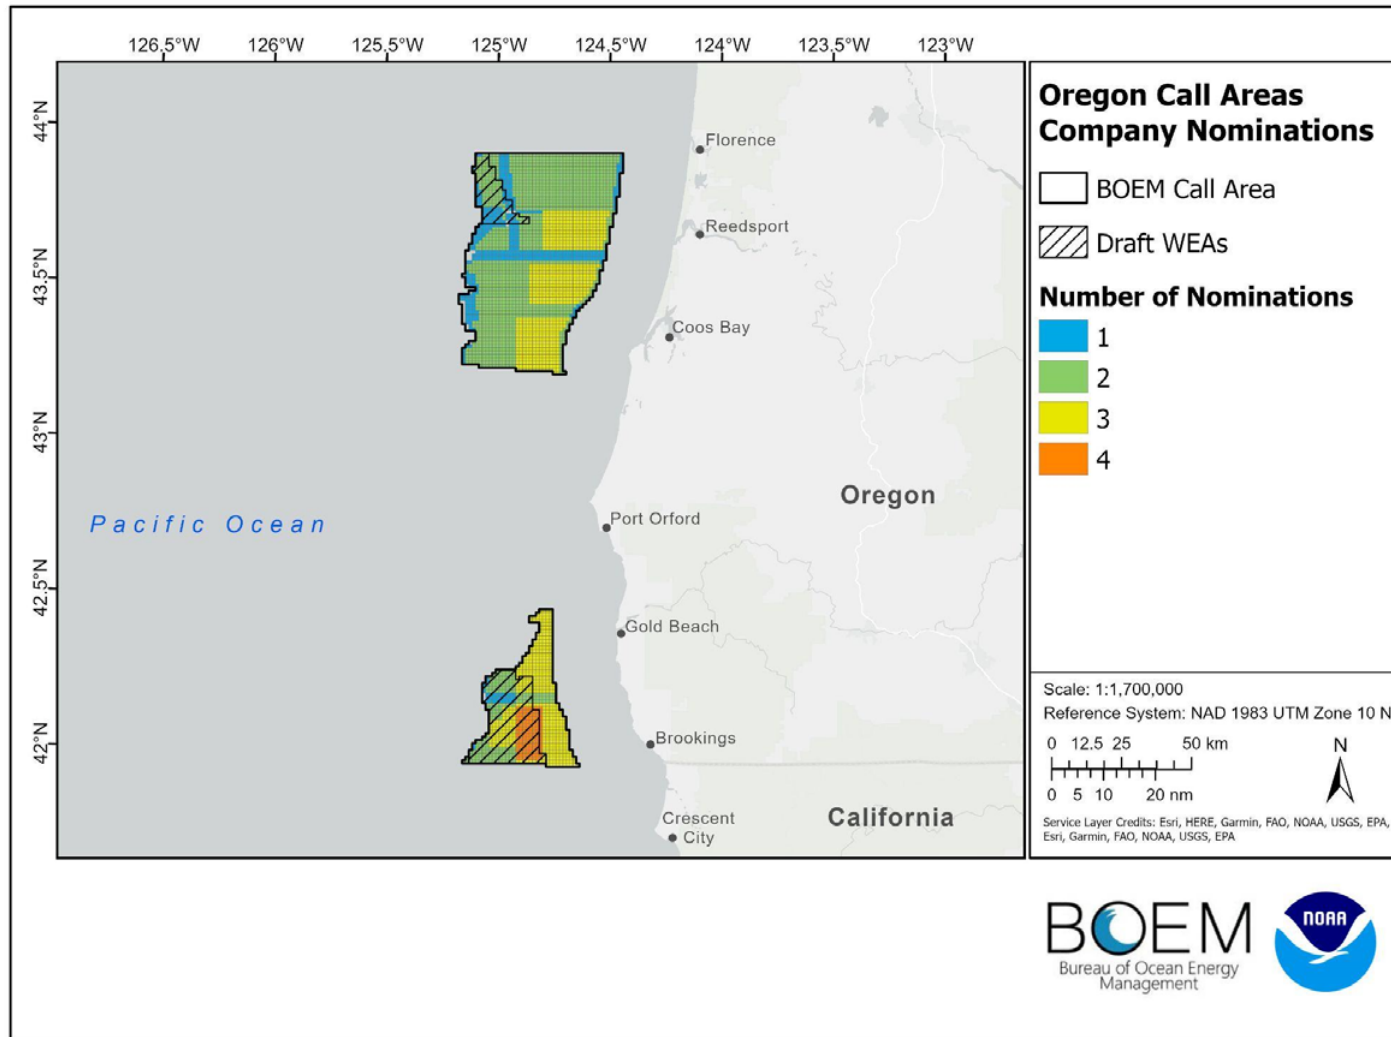 126.5°W 126°W 125.5°W 125°W 124.5°W 124°W 123.5°W 123°W
44°N
43.5°N
43°N
42.5°N
42°N
Florence
Reedsport
Coos Bay
Oregon
Pacific Ocean
Port Orford
Gold Beach
Brookings
Crescent
City
California
Oregon Call Areas
Company Nominations
BOEM Call Area
Draft WEAs
Number of Nominations
1
2
3
4
Scale: 1:1,700,000
Reference System: NAD 1983 UTM Zone 10 N
0 12.5 25 50 km
N
0 5 10 20 nm
Service Layer Credits: Esri, HERE, Garmin, FAO, NOAA, USGS, EPA,
Esri, Garmin, FAO, NOAA, USGS, EPA
BOEM
Bureau of Ocean Energy
Management
NOAA